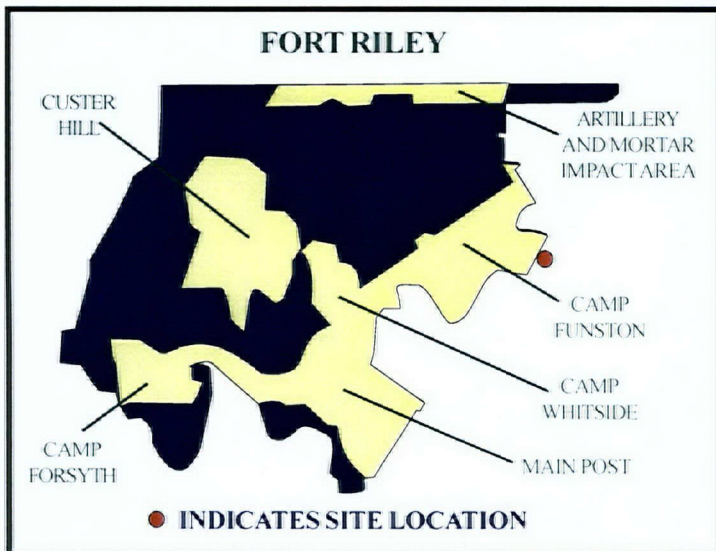 FORT RILEY
CUSTER
HILL
ARTILLERY
AND MORTAR
IMPACT AREA
CAMP
FUNSTON
CAMP
WHITSIDE
CAMP
FORSYTH
MAIN POST
INDICATES SITE LOCATION